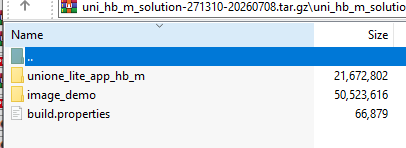 uni_hb_m_solution-271310-20260708.tar.gz\uni_hb_m_solutio
Name Size
..
unione_lite_app_hb_m 21,672,802
image_demo 50,523,616
build.properties 66,879